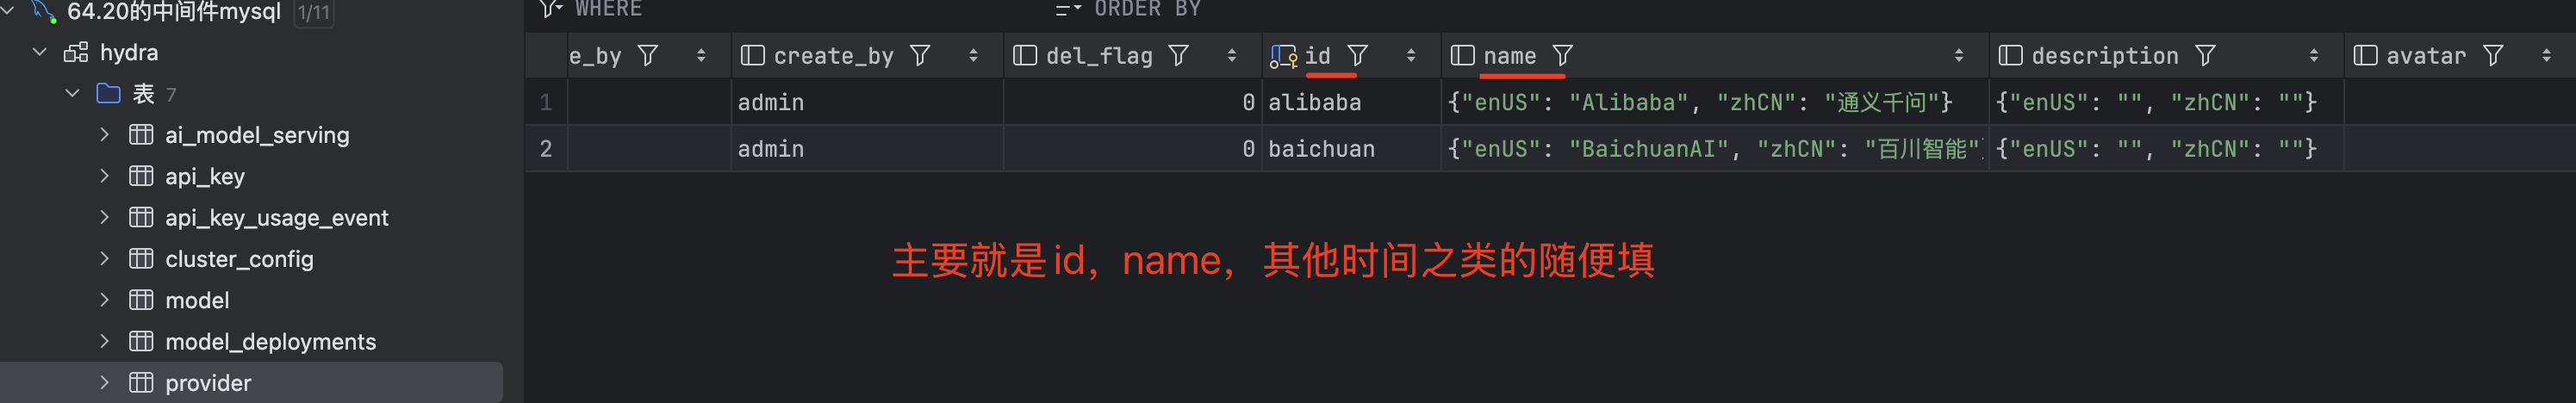 64.20的中间件mysql 1/11
hydra
表 7
ai_model_serving
api_key
api_key_usage_event
cluster_config
model
model_deployments
provider
WHERE ORDER BY
e_by create_by del_flag id name description avatar
1 admin 0 alibaba {"enUS": "Alibaba", "zhCN": "通义千问"} {"enUS": "", "zhCN": ""}
2 admin 0 baichuan {"enUS": "BaichuanAI", "zhCN": "百川智能" {"enUS": "", "zhCN": ""}
主要就是id，name，其他时间之类的随便填